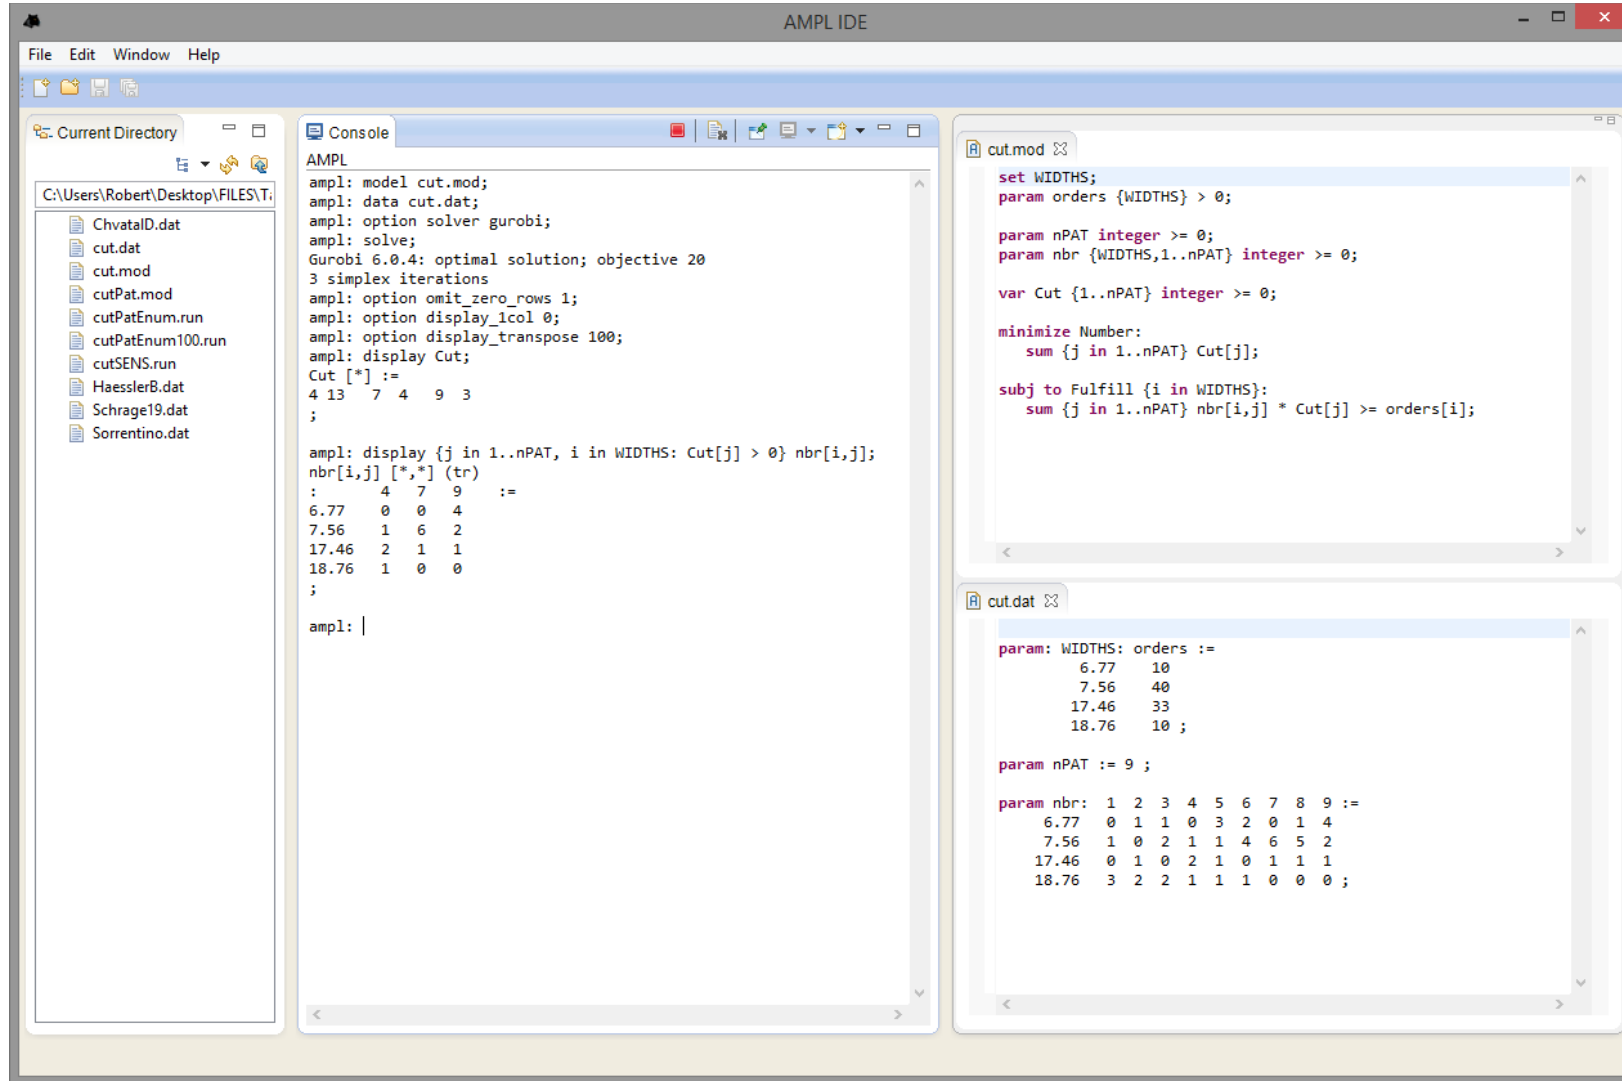 AMPL IDE
File Edit Window Help
Current Directory
C:\Users\Robert\Desktop\FILES\T
ChvatalD.dat
cut.dat
cut.mod
cutPat.mod
cutPatEnum.run
cutPatEnum100.run
cutSENS.run
HaesslerB.dat
Schrage19.dat
Sorrentino.dat
Console
AMPL
ampl: model cut.mod;
ampl: data cut.dat;
ampl: option solver gurobi;
ampl: solve;
Gurobi 6.0.4: optimal solution; objective 20
3 simplex iterations
ampl: option omit_zero_rows 1;
ampl: option display_1col 0;
ampl: option display_transpose 100;
ampl: display Cut;
Cut [*] :=
4 13   7  4   9  3
;
ampl: display {j in 1..nPAT, i in WIDTHS: Cut[j] > 0} nbr[i,j];
nbr[i,j] [*,*] (tr)
:       4   7   9    :=
6.77    0   0   4
7.56    1   6   2
17.46   2   1   1
18.76   1   0   0
;
ampl:
cut.mod
set WIDTHS;
param orders {WIDTHS} > 0;
param nPAT integer >= 0;
param nbr {WIDTHS,1..nPAT} integer >= 0;
var Cut {1..nPAT} integer >= 0;
minimize Number:
sum {j in 1..nPAT} Cut[j];
subj to Fulfill {i in WIDTHS}:
sum {j in 1..nPAT} nbr[i,j] * Cut[j] >= orders[i];
cut.dat
param: WIDTHS: orders :=
6.77    10
7.56    40
17.46    33
18.76    10 ;
param nPAT := 9 ;
param nbr:  1  2  3  4  5  6  7  8  9 :=
6.77   0  1  1  0  3  2  0  1  4
7.56   1  0  2  1  1  4  6  5  2
17.46   0  1  0  2  1  0  1  1  1
18.76   3  2  2  1  1  1  0  0  0 ;